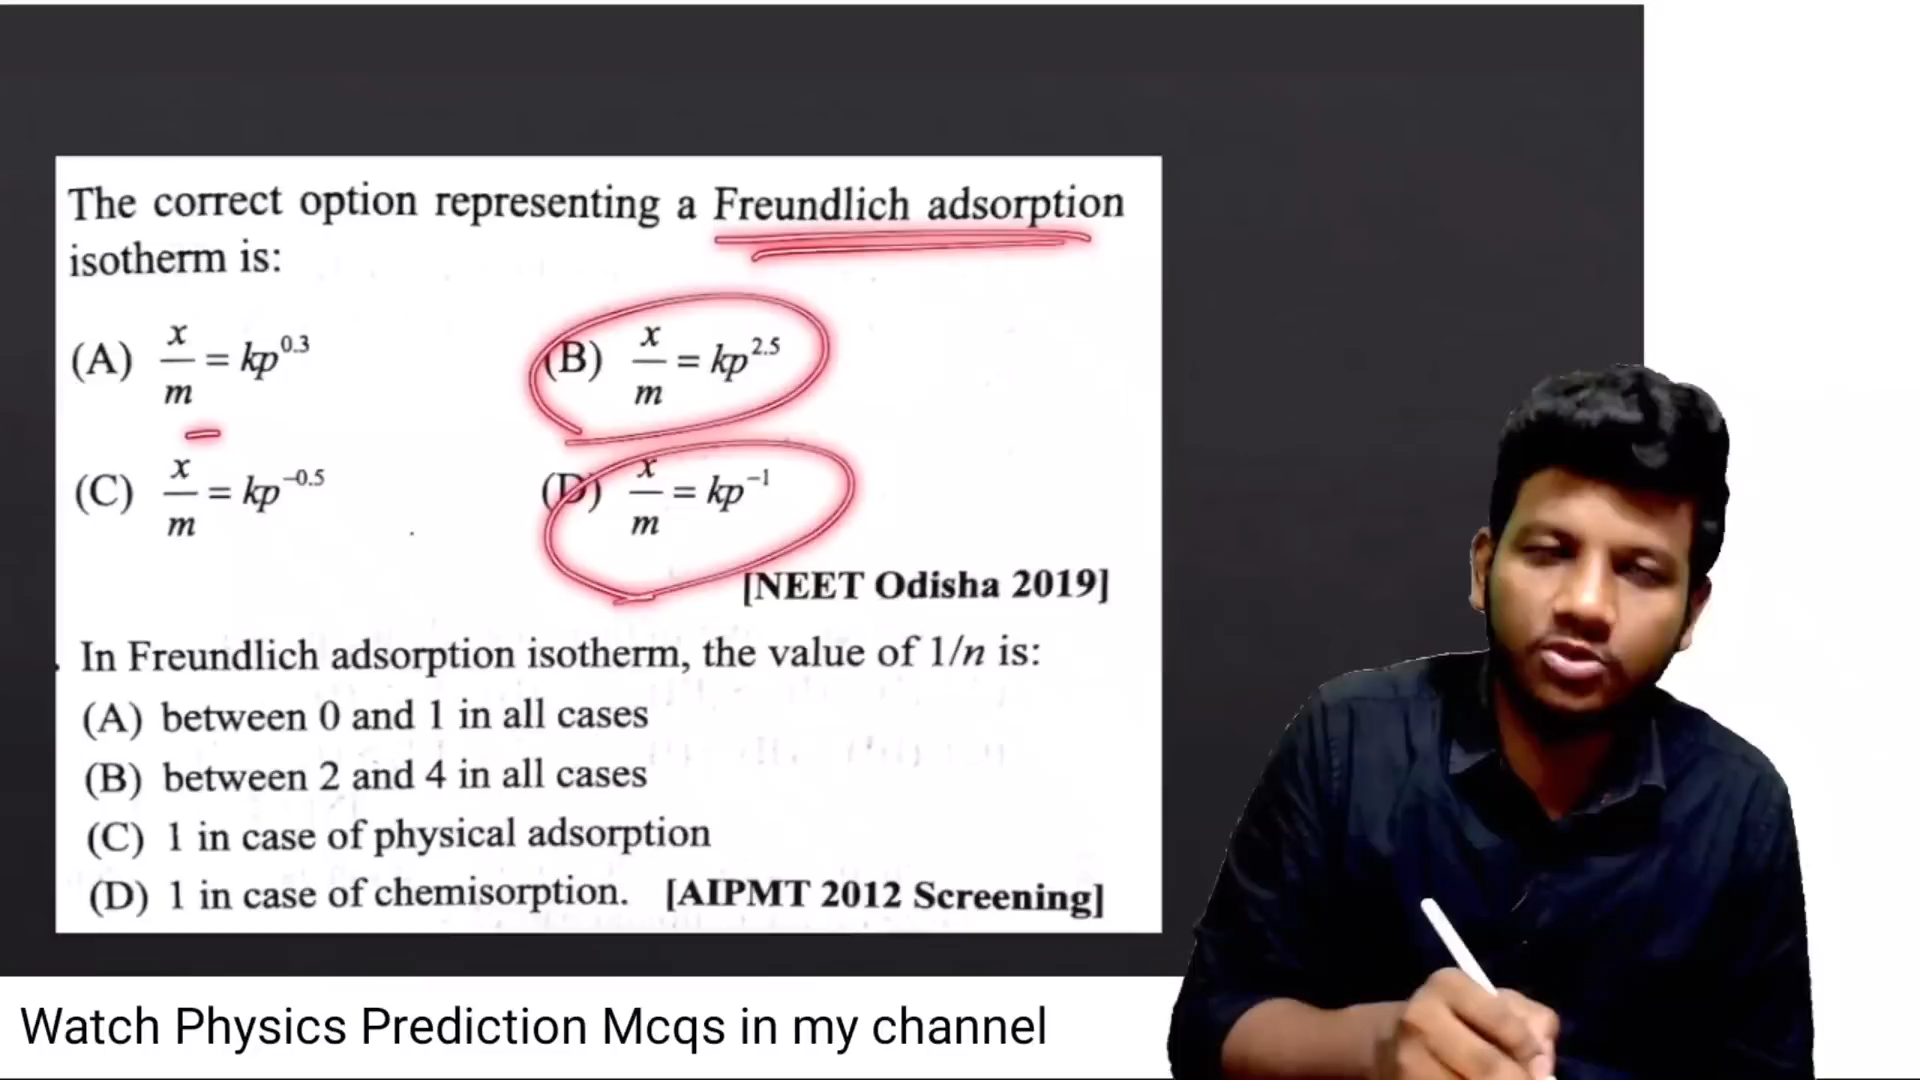 The correct option representing a Freundlich adsorption
isotherm is:
(A) x/m = kp^0.3 (B) x/m = kp^2.5
(C) x/m = kp^-0.5 (D) x/m = kp^-1
[NEET Odisha 2019]
In Freundlich adsorption isotherm, the value of 1/n is:
(A) between 0 and 1 in all cases
(B) between 2 and 4 in all cases
(C) 1 in case of physical adsorption
(D) 1 in case of chemisorption. [AIPMT 2012 Screening]
Watch Physics Prediction Mcqs in my channel